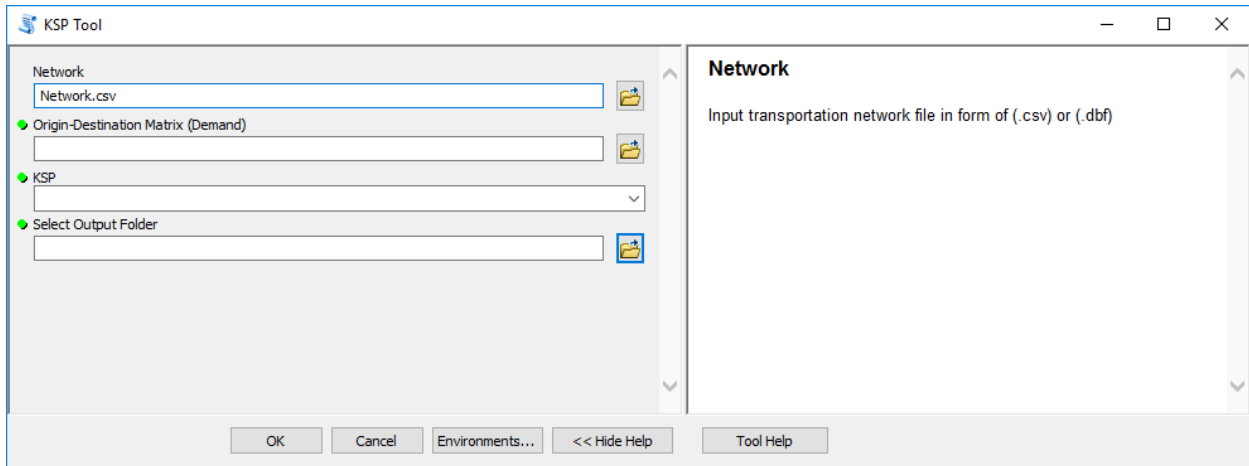 KSP Tool
Network
Network.csv
Origin-Destination Matrix (Demand)
KSP
Select Output Folder
Network
Input transportation network file in form of (.csv) or (.dbf)
OK
Cancel
Environments...
<< Hide Help
Tool Help